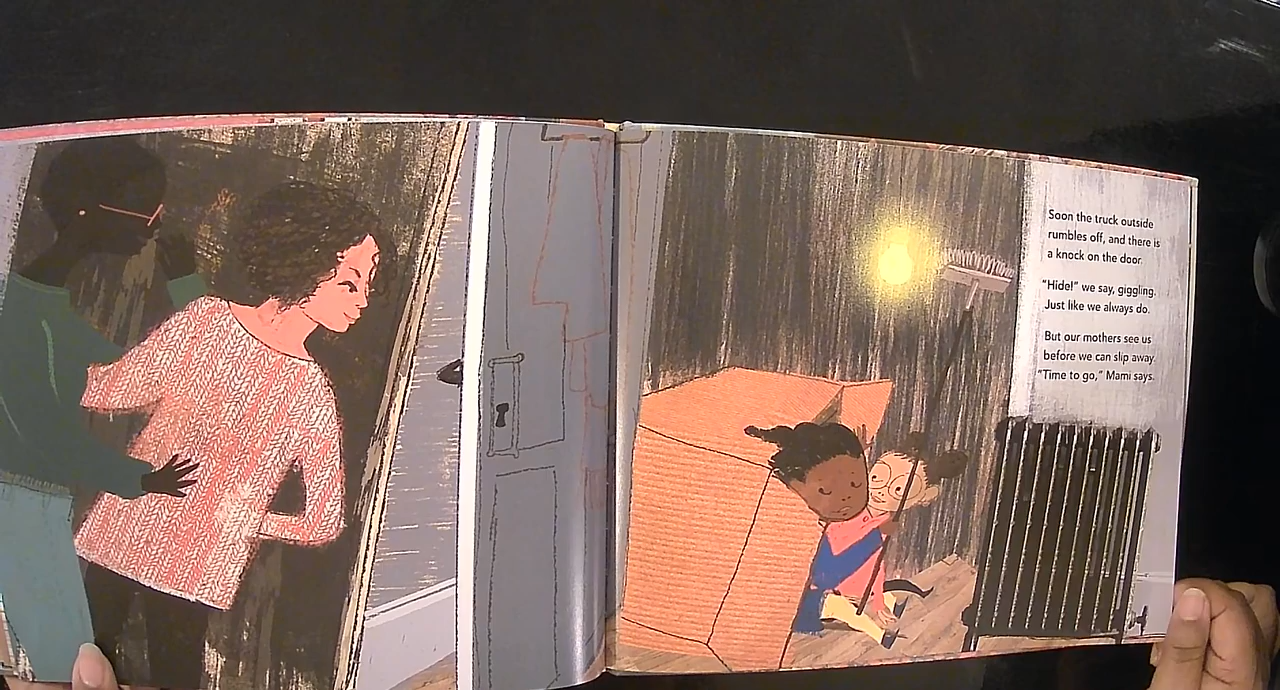 Soon the truck outside
rumbles off, and there is
a knock on the door.
"Hide!" we say, giggling.
Just like we always do.
But our mothers see us
before we can slip away.
"Time to go," Mami says.